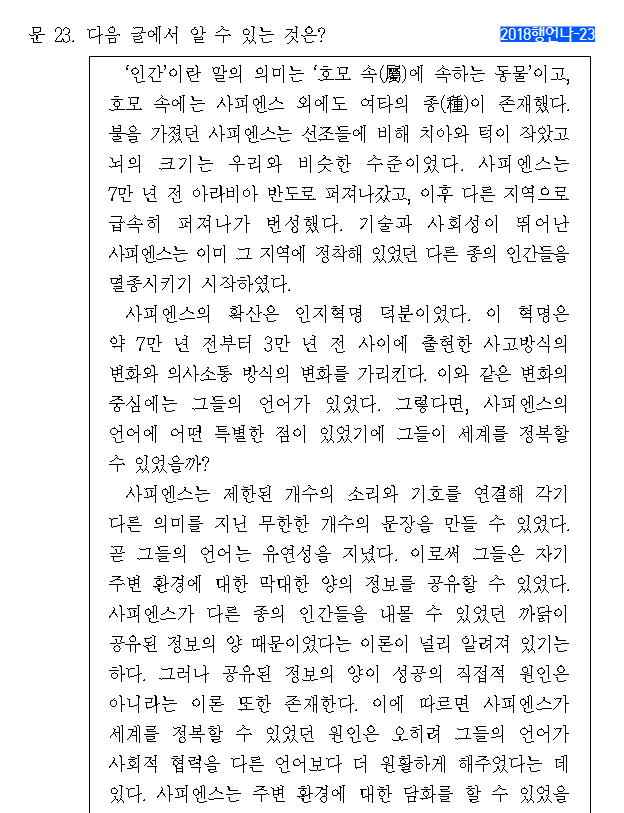 문 23. 다음 글에서 알 수 있는 것은?
2018행언나-23
‘인간’이란 말의 의미는 ‘호모 속(屬)에 속하는 동물’이고,
호모 속에는 사피엔스 외에도 여타의 종(種)이 존재했다.
불을 가졌던 사피엔스는 선조들에 비해 치아와 턱이 작았고
뇌의 크기는 우리와 비슷한 수준이었다. 사피엔스는
7만 년 전 아라비아 반도로 퍼져나갔고, 이후 다른 지역으로
급속히 퍼져나가 번성했다. 기술과 사회성이 뛰어난
사피엔스는 이미 그 지역에 정착해 있었던 다른 종의 인간들을
멸종시키기 시작하였다.
사피엔스의 확산은 인지혁명 덕분이었다. 이 혁명은
약 7만 년 전부터 3만 년 전 사이에 출현한 사고방식의
변화와 의사소통 방식의 변화를 가리킨다. 이와 같은 변화의
중심에는 그들의 언어가 있었다. 그렇다면, 사피엔스의
언어에 어떤 특별한 점이 있었기에 그들이 세계를 정복할
수 있었을까?
사피엔스는 제한된 개수의 소리와 기호를 연결해 각기
다른 의미를 지닌 무한한 개수의 문장을 만들 수 있었다.
곧 그들의 언어는 유연성을 지녔다. 이로써 그들은 자기
주변 환경에 대한 막대한 양의 정보를 공유할 수 있었다.
사피엔스가 다른 종의 인간들을 내몰 수 있었던 까닭이
공유된 정보의 양 때문이었다는 이론이 널리 알려져 있기는
하다. 그러나 공유된 정보의 양이 성공의 직접적 원인은
아니라는 이론 또한 존재한다. 이에 따르면 사피엔스가
세계를 정복할 수 있었던 원인은 오히려 그들의 언어가
사회적 협력을 다른 언어보다 더 원활하게 해주었다는 데
있다. 사피엔스는 주변 환경에 대한 담화를 할 수 있었을